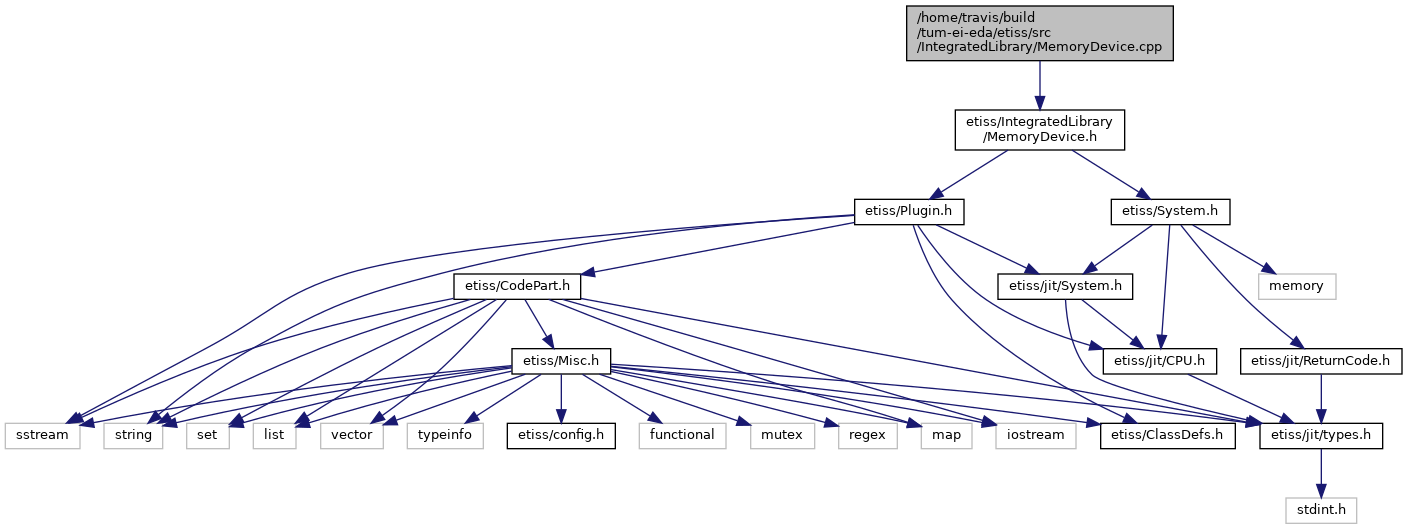 /home/travis/build
/tum-ei-eda/etiss/src
/IntegratedLibrary/MemoryDevice.cpp
etiss/IntegratedLibrary
/MemoryDevice.h
etiss/Plugin.h
etiss/System.h
etiss/CodePart.h
etiss/jit/System.h
memory
etiss/Misc.h
etiss/jit/CPU.h
etiss/jit/ReturnCode.h
sstream
string
set
list
vector
typeinfo
etiss/config.h
functional
mutex
regex
map
iostream
etiss/ClassDefs.h
etiss/jit/types.h
stdint.h